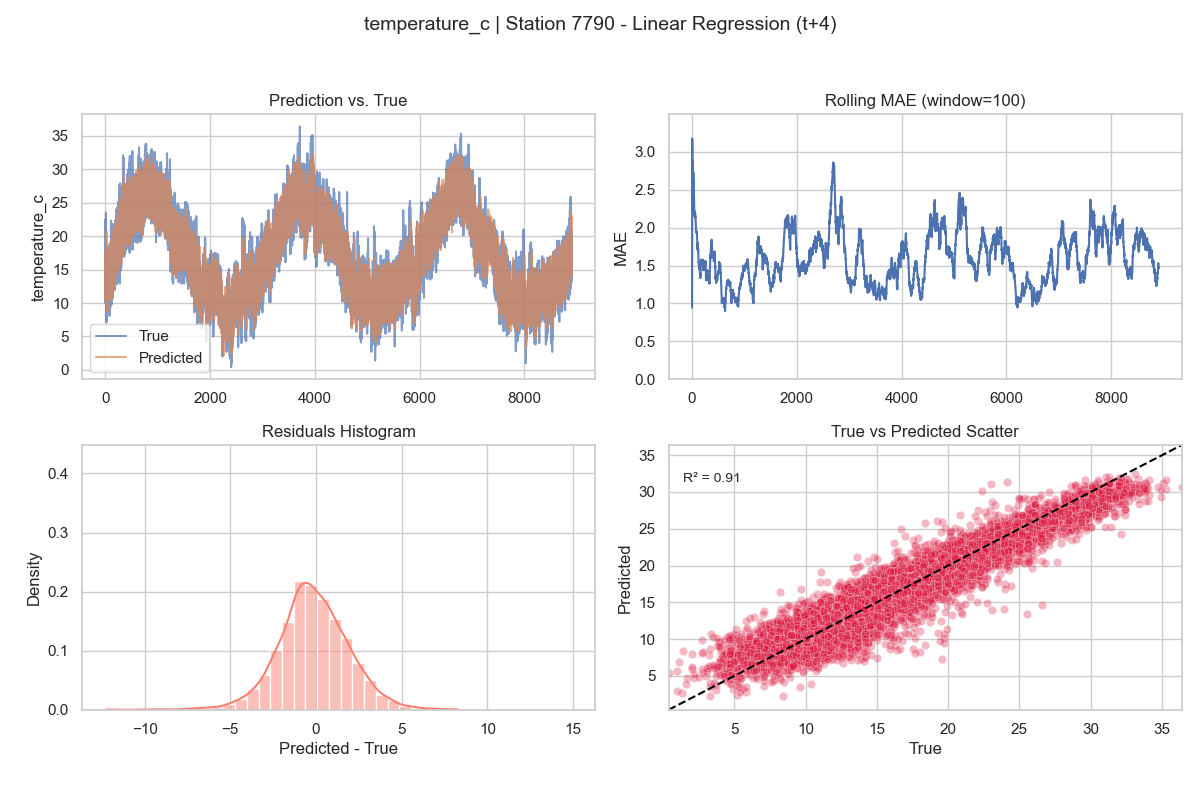 temperature_c | Station 7790 - Linear Regression (t+4)
Prediction vs. True
temperature_c
35
30
25
20
15
10
5
0
True
Predicted
0 2000 4000 6000 8000
Rolling MAE (window=100)
MAE
3.0
2.5
2.0
1.5
1.0
0.5
0.0
0 2000 4000 6000 8000
Residuals Histogram
Density
0.4
0.3
0.2
0.1
0.0
−10 −5 0 5 10 15
Predicted - True
True vs Predicted Scatter
R² = 0.91
Predicted
35
30
25
20
15
10
5
5 10 15 20 25 30 35
True